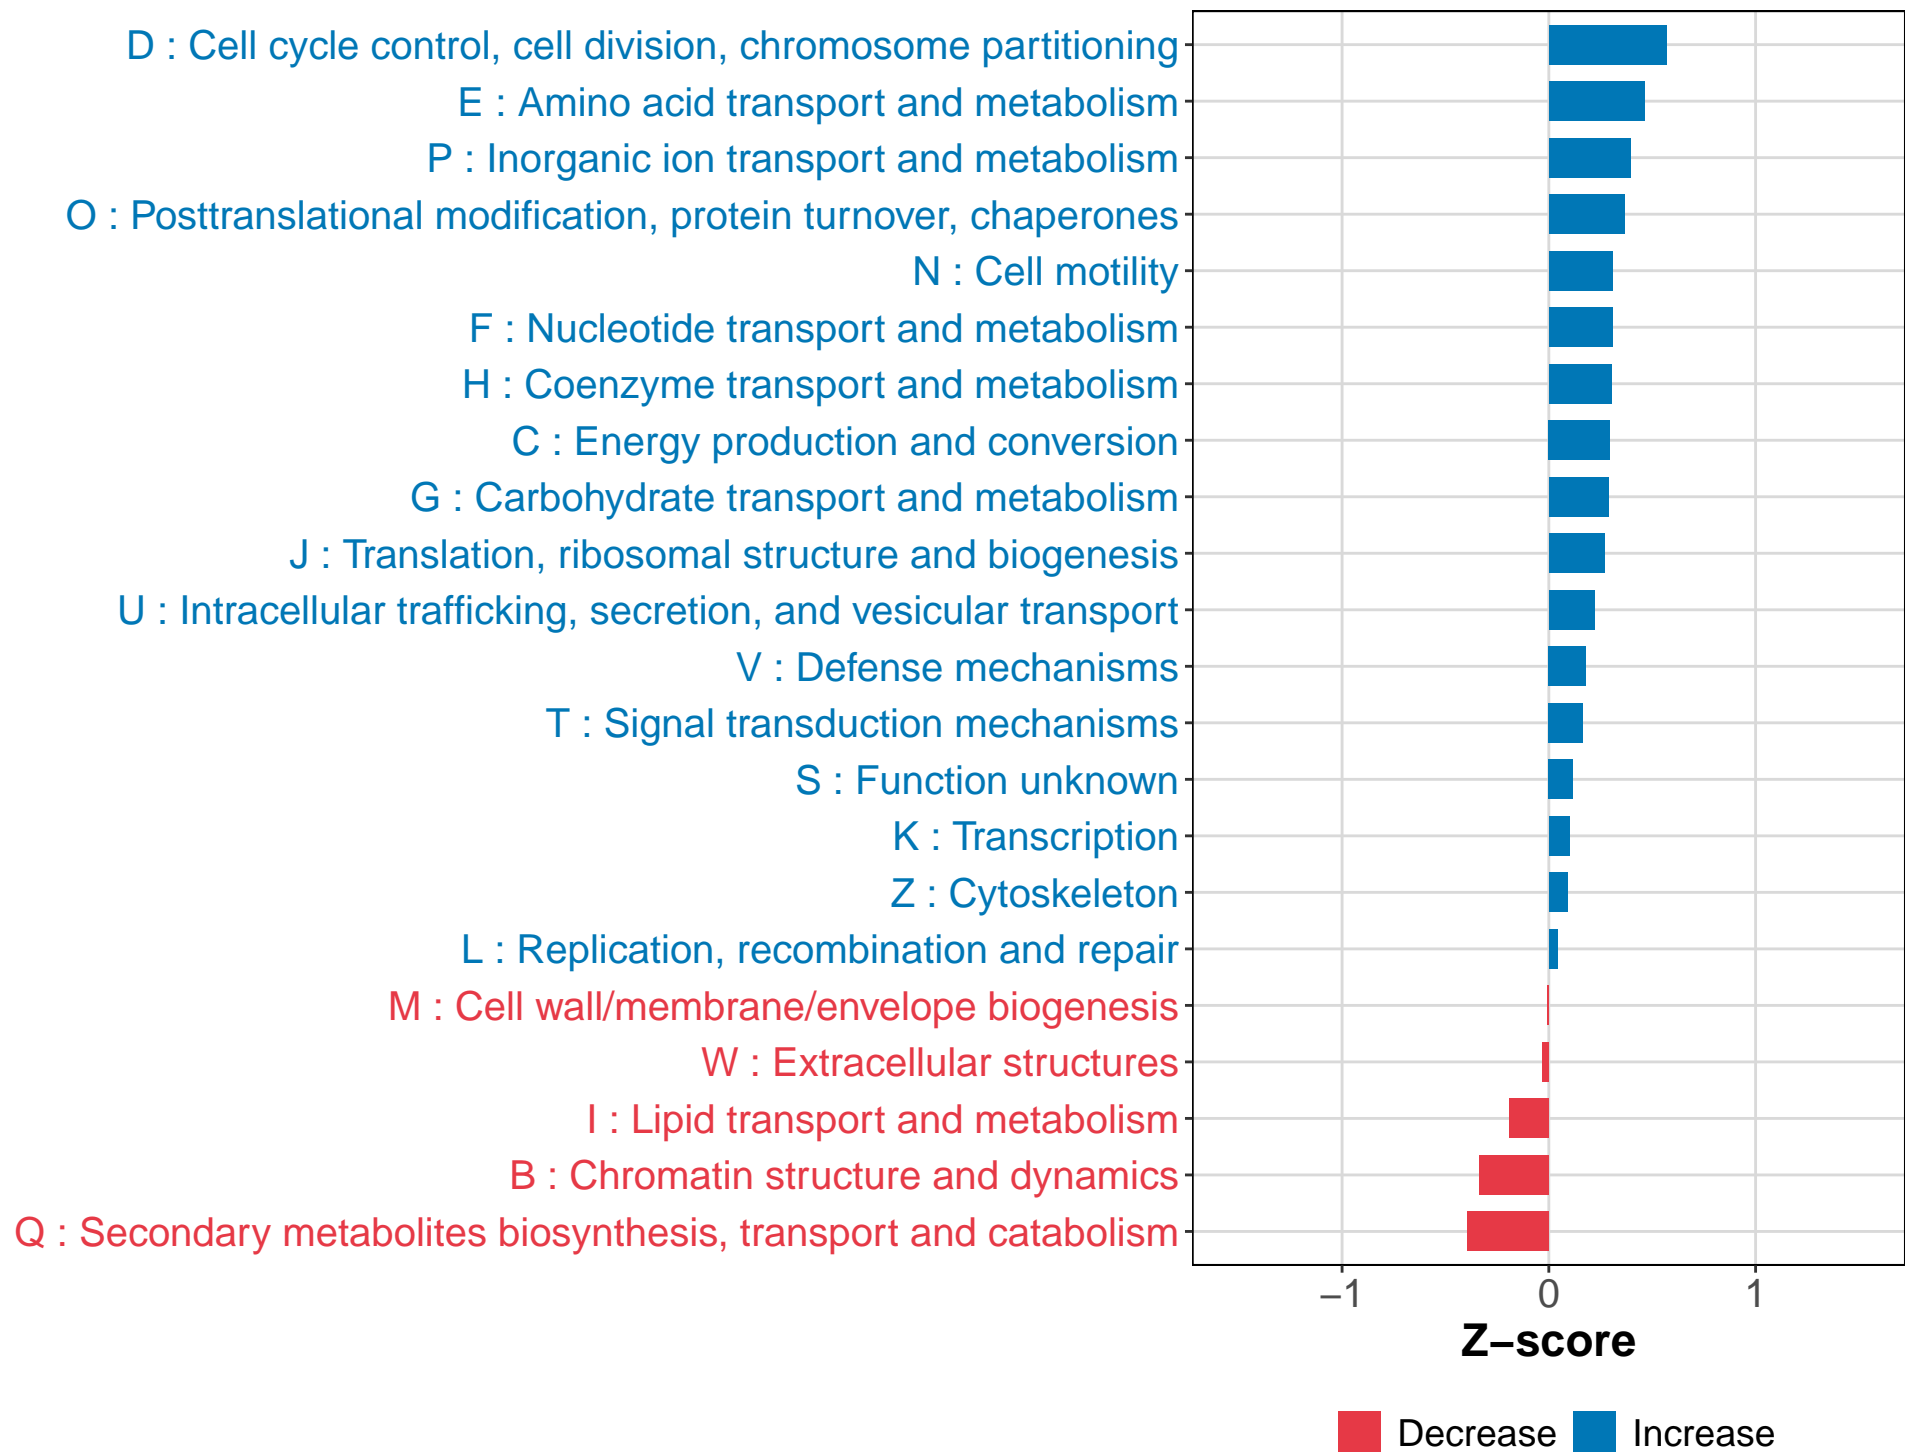 D : Cell cycle control, cell division, chromosome partitioning
E : Amino acid transport and metabolism
P : Inorganic ion transport and metabolism
O : Posttranslational modification, protein turnover, chaperones
N : Cell motility
F : Nucleotide transport and metabolism
H : Coenzyme transport and metabolism
C : Energy production and conversion
G : Carbohydrate transport and metabolism
J : Translation, ribosomal structure and biogenesis
U : Intracellular trafficking, secretion, and vesicular transport
V : Defense mechanisms
T : Signal transduction mechanisms
S : Function unknown
K : Transcription
Z : Cytoskeleton
L : Replication, recombination and repair
M : Cell wall/membrane/envelope biogenesis
W : Extracellular structures
I : Lipid transport and metabolism
B : Chromatin structure and dynamics
Q : Secondary metabolites biosynthesis, transport and catabolism
−1 0 1
Z−score
Decrease Increase